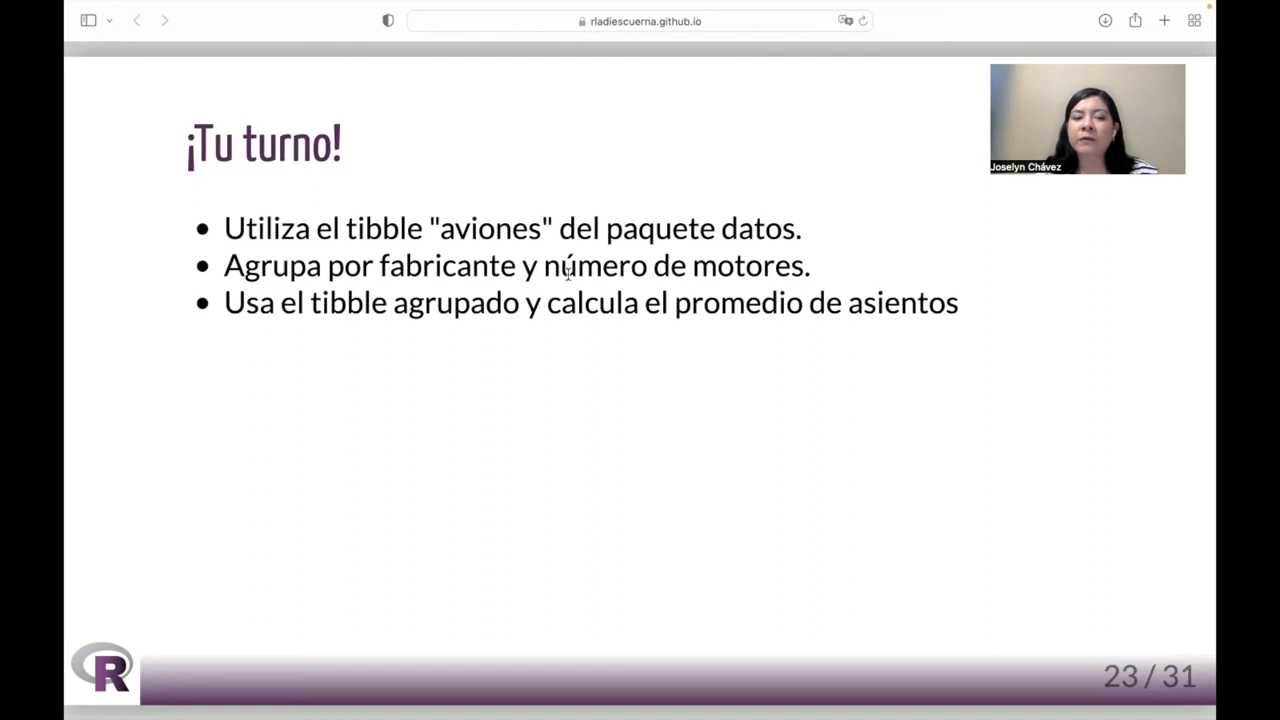 rladiescuerna.github.io
¡Tu turno!
Joselyn Chávez
Utiliza el tibble "aviones" del paquete datos.
Agrupa por fabricante y número de motores.
Usa el tibble agrupado y calcula el promedio de asientos
R
23 / 31